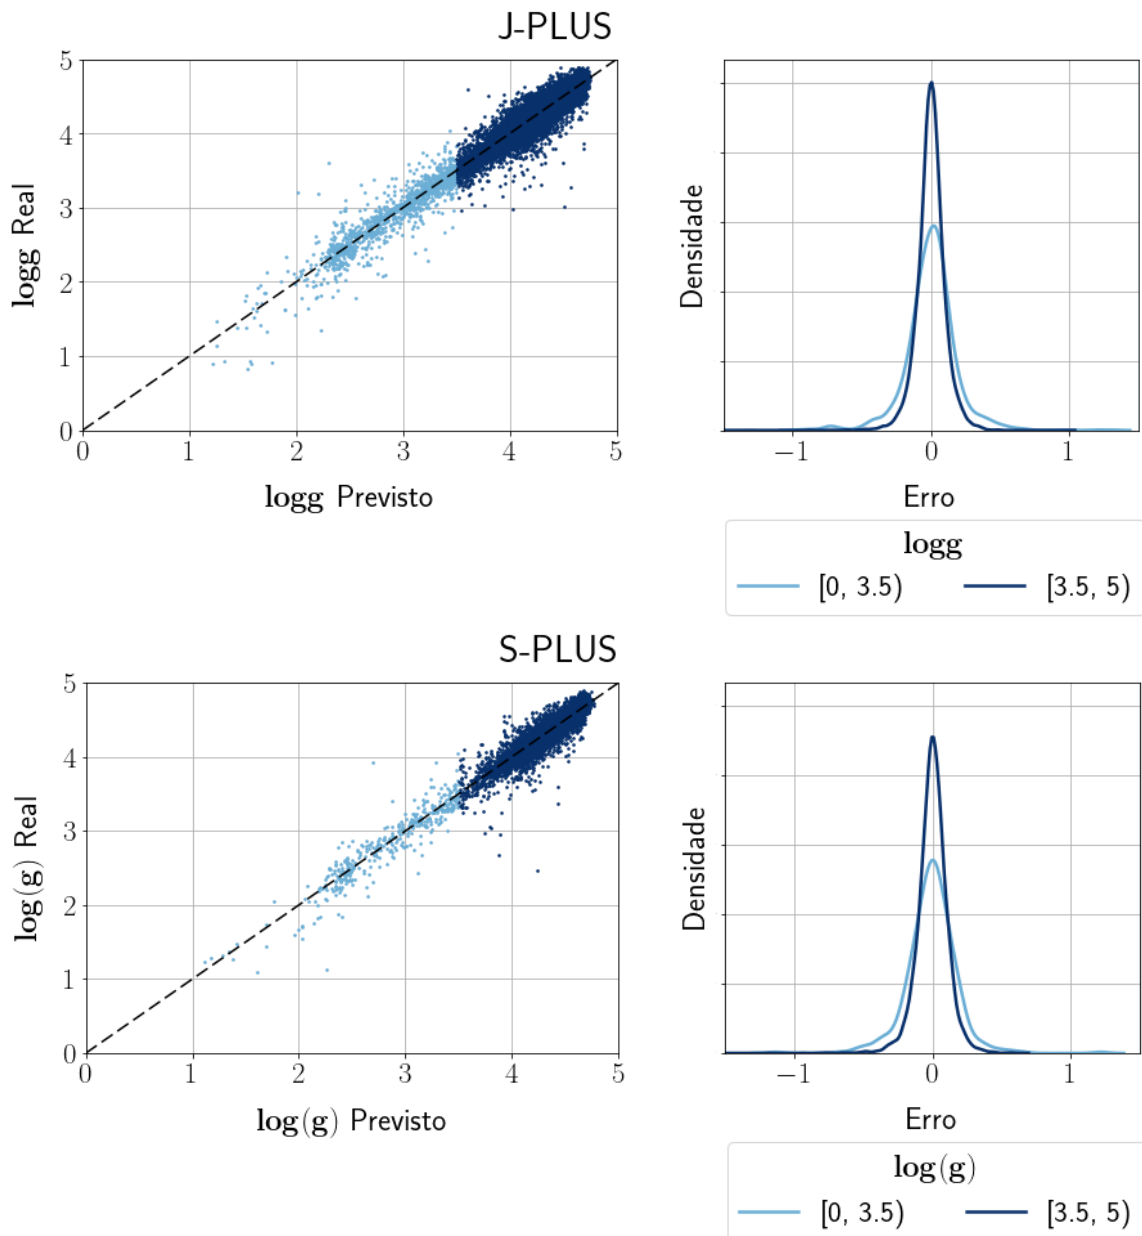 J-PLUS
5
4
3
2
1
0
logg Real
0 1 2 3 4 5
logg Previsto
Densidade
−1 0 1
Erro
logg
[0, 3.5) [3.5, 5)
S-PLUS
5
4
3
2
1
0
log(g) Real
0 1 2 3 4 5
log(g) Previsto
Densidade
−1 0 1
Erro
log(g)
[0, 3.5) [3.5, 5)